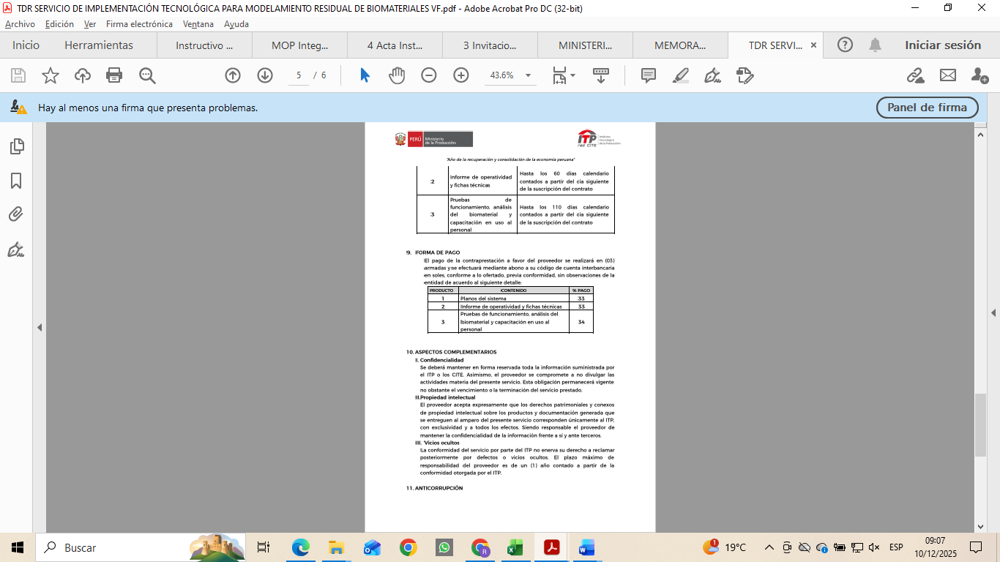 TDR SERVICIO DE IMPLEMENTACIÓN TECNOLÓGICA PARA MODELAMIENTO RESIDUAL DE BIOMATERIALES VF.pdf - Adobe Acrobat Pro DC (32-bit)
Archivo Edición Ver Firma electrónica Ventana Ayuda
Inicio Herramientas Instructivo ... MOP Integ... 4 Acta Inst... 3 Invitacio... MINISTERI... MEMORA... TDR SERVI... × Iniciar sesión
5 / 6 43.6%
Hay al menos una firma que presenta problemas. Panel de firma
PERÚ Ministerio
de la Producción
ITP
red CITE
Instituto
Tecnológico
de la Producción
"Año de la recuperación y consolidación de la economía peruana"
2 Informe de operatividad y fichas técnicas
Hasta los 60 días calendario
contados a partir del cía siguiente
de la suscripción del contrato
3 Pruebas de
funcionamiento, análisis
del biomaterial y
capacitación en uso al
personal
Hasta los 110 días calendario
contados a partir del cía siguiente
de la suscripción del contrato
9. FORMA DE PAGO
El pago de la contraprestación a favor del proveedor se realizará en (03)
armadas y se efectuará mediante abono a su código de cuenta interbancaria
en soles, conforme a lo ofertado, previa conformidad, sin observaciones de la
entidad de acuerdo al siguiente detalle:
PRODUCTO CONTENIDO % PAGO
1 Planos del sistema 33
2 Informe de operatividad y fichas técnicas 33
3 Pruebas de funcionamiento, análisis del
biomaterial y capacitación en uso al
personal 34
10. ASPECTOS COMPLEMENTARIOS
II. Confidencialidad
Se deberá mantener en forma reservada toda la información suministrada por
el ITP o los CITE. Asimismo, el proveedor se compromete a no divulgar las
actividades materia del presente servicio. Esta obligación permanecerá vigente
no obstante el vencimiento o la terminación del servicio prestado.
III.Propiedad intelectual
El proveedor acepta expresamente que los derechos patrimoniales y conexos
de propiedad intelectual sobre los productos y documentación generada que
se entreguen al amparo del presente servicio corresponden únicamente al ITP,
con exclusividad y a todos los efectos. Siendo responsable el proveedor de
mantener la confidencialidad de la información frente a sí y ante terceros.
IIII. Vicios ocultos
La conformidad del servicio por parte del ITP no enerva su derecho a reclamar
posteriormente por defectos o vicios ocultos. El plazo máximo de
responsabilidad del proveedor es de un (1) año contado a partir de la
conformidad otorgada por el ITP.
11. ANTICORRUPCIÓN
Buscar
1 19°C ESP 09:07
10/12/2025